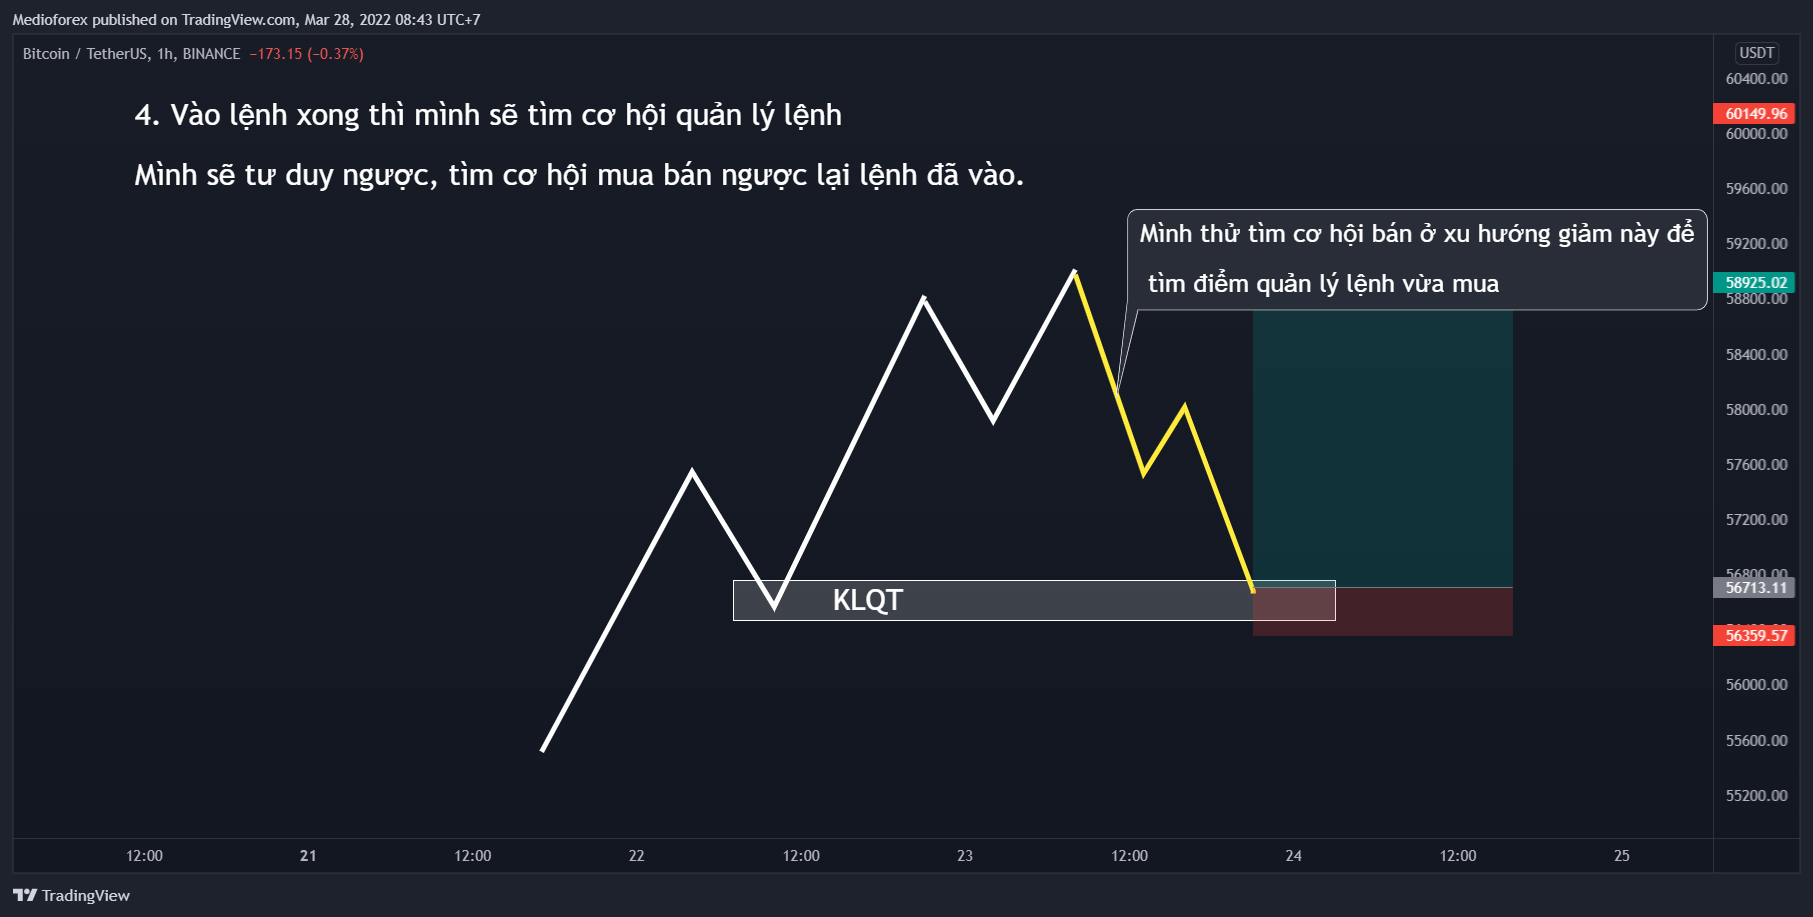 Medioforex published on TradingView.com, Mar 28, 2022 08:43 UTC+7
Bitcoin / TetherUS, 1h, BINANCE −173.15 (−0.37%)
USDT
4. Vào lệnh xong thì mình sẽ tìm cơ hội quản lý lệnh
Mình sẽ tư duy ngược, tìm cơ hội mua bán ngược lại lệnh đã vào.
Mình thử tìm cơ hội bán ở xu hướng giảm này để
tìm điểm quản lý lệnh vừa mua
KLQT
60400.00
60149.96
60000.00
59600.00
59200.00
58925.02
58800.00
58400.00
58000.00
57600.00
57200.00
56800.00
56713.11
56359.57
56000.00
55600.00
55200.00
12:00 21 12:00 22 12:00 23 12:00 24 12:00 25
TradingView